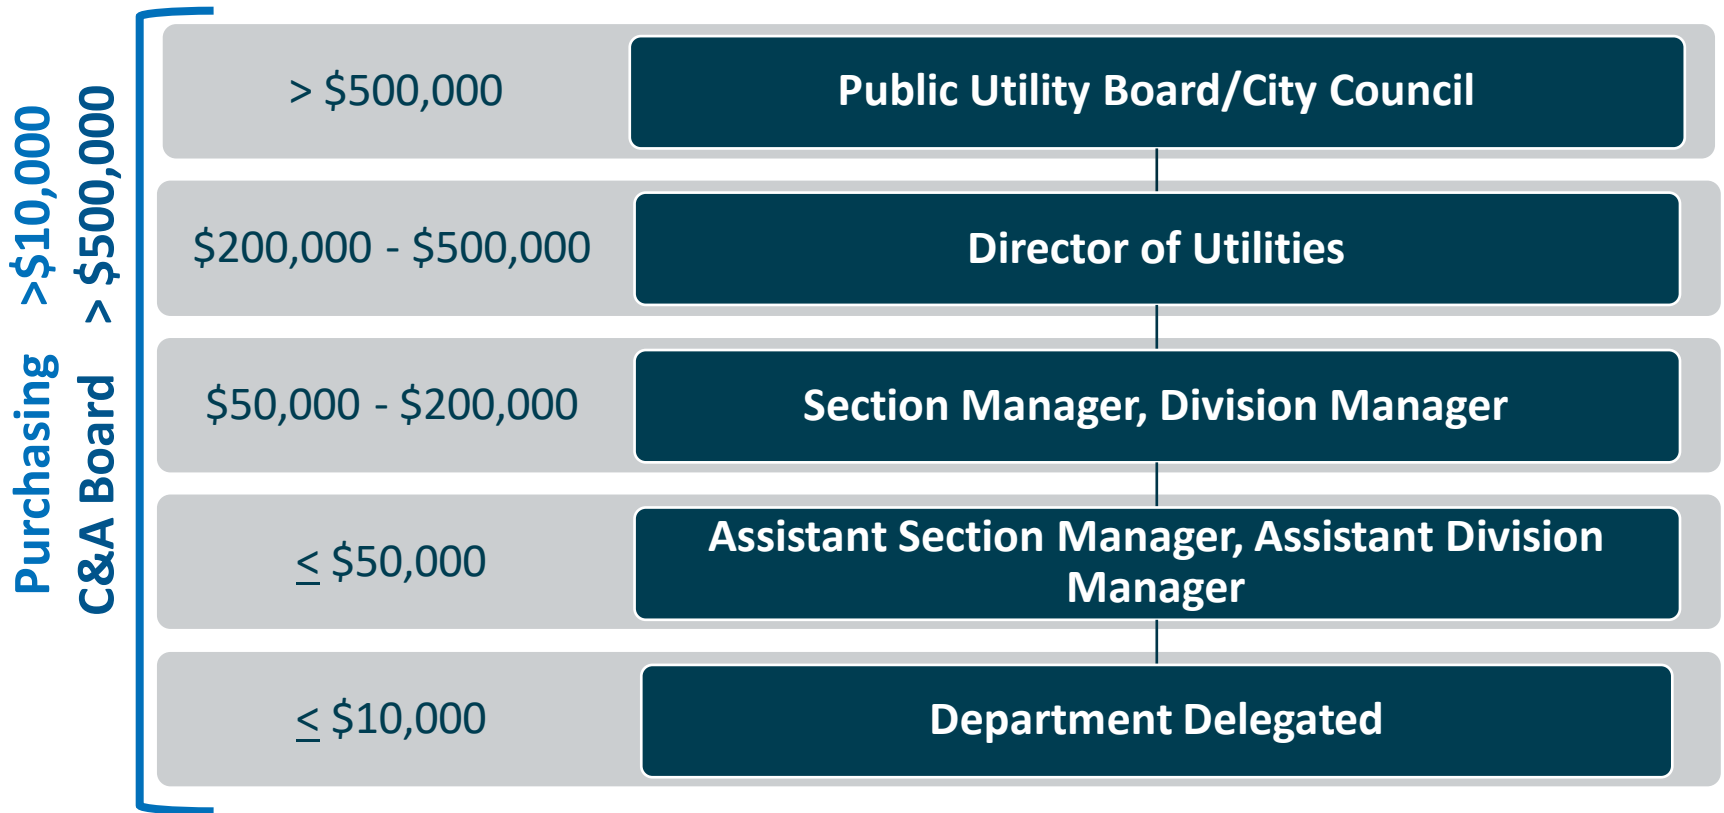 Purchasing >$10,000
C&A Board > $500,000
> $500,000
Public Utility Board/City Council
$200,000 - $500,000
Director of Utilities
$50,000 - $200,000
Section Manager, Division Manager
≤ $50,000
Assistant Section Manager, Assistant Division
Manager
≤ $10,000
Department Delegated